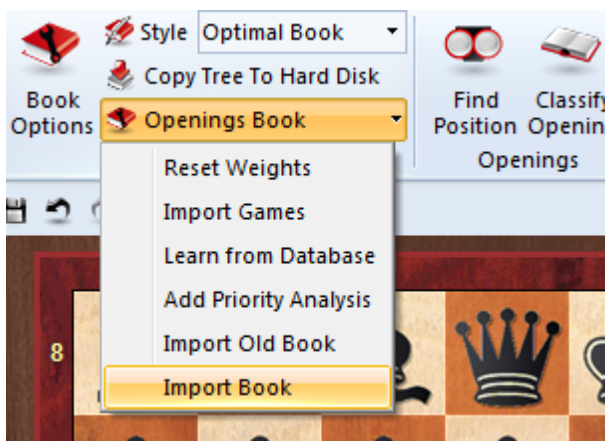 Style Optimal Book
Copy Tree To Hard Disk
Book
Options
Openings Book
Find
Position
Classify
Openings
Reset Weights
Import Games
Learn from Database
Add Priority Analysis
Import Old Book
Import Book
8